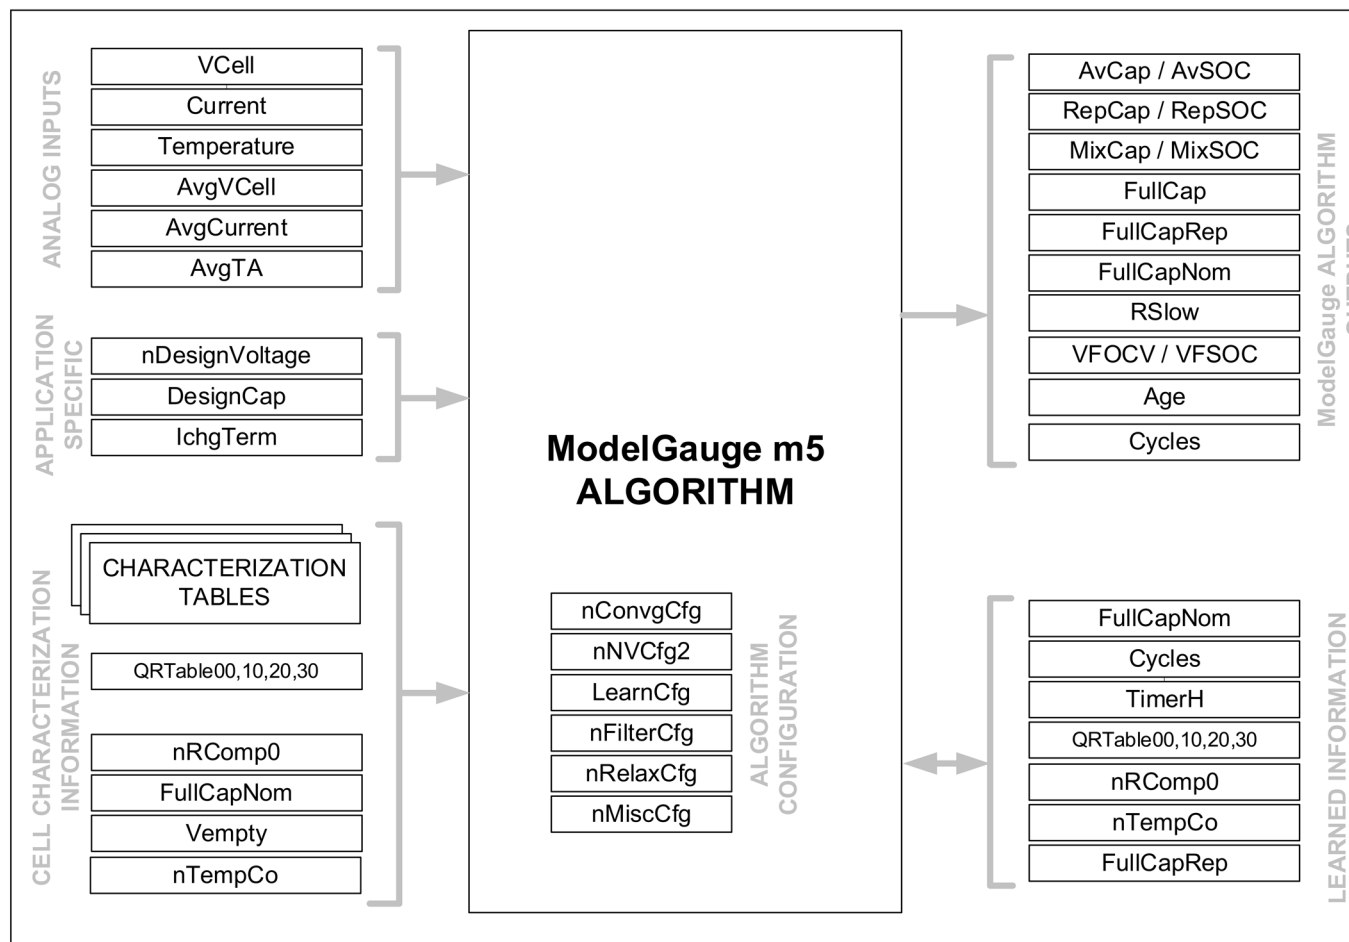 ANALOG INPUTS
VCell
Current
Temperature
AvgVCell
AvgCurrent
AvgTA
APPLICATION
SPECIFIC
nDesignVoltage
DesignCap
IchgTerm
CELL CHARACTERIZATION
INFORMATION
CHARACTERIZATION
TABLES
QRTable00,10,20,30
nRComp0
FullCapNom
Vempty
nTempCo
ModelGauge m5
ALGORITHM
nConvgCfg
nNVCfg2
LearnCfg
nFilterCfg
nRelaxCfg
nMiscCfg
ALGORITHM
CONFIGURATION
AvCap / AvSOC
RepCap / RepSOC
MixCap / MixSOC
FullCap
FullCapRep
FullCapNom
RSlow
VFOCV / VFSOC
Age
Cycles
ModelGauge ALGORITHM
FullCapNom
Cycles
TimerH
QRTable00,10,20,30
nRComp0
nTempCo
FullCapRep
LEARNED INFORMATION